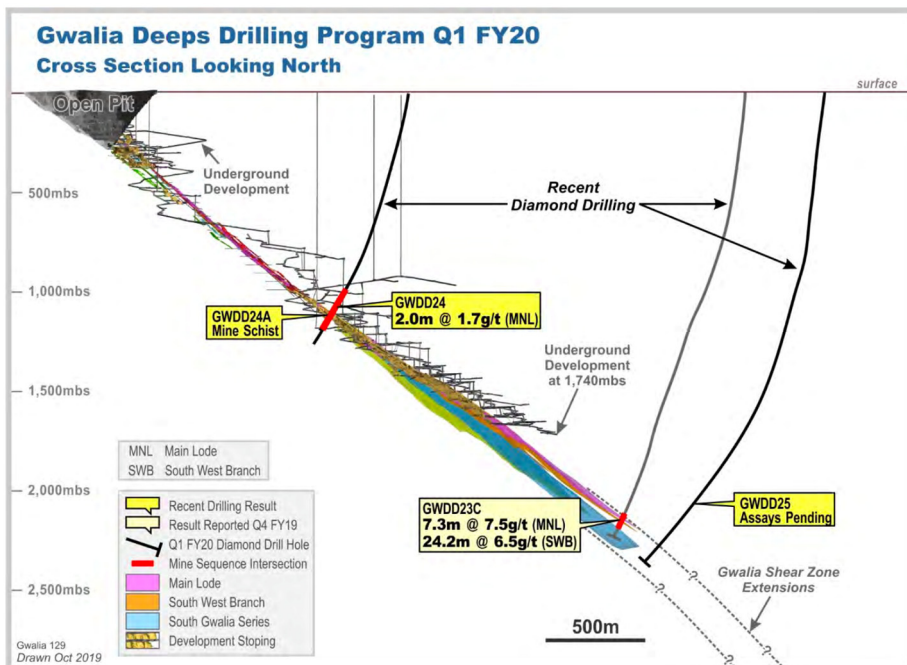 Gwalia Deeps Drilling Program Q1 FY20
Cross Section Looking North
surface
Open Pit
Underground
Development
500mbs
Recent
Diamond Drilling
1,000mbs
GWDD24A
Mine Schist
GWDD24
2.0m @ 1.7g/t (MNL)
Underground
Development
at 1,740mbs
1,500mbs
MNL Main Lode
SWB South West Branch
2,000mbs
GWDD23C
7.3m @ 7.5g/t (MNL)
24.2m @ 6.5g/t (SWB)
GWDD25
Assays Pending
Recent Drilling Result
Result Reported Q4 FY19
Q1 FY20 Diamond Drill Hole
Mine Sequence Intersection
Main Lode
South West Branch
South Gwalia Series
Development Stoping
2,500mbs
Gwalia Shear Zone
Extensions
?
?
?
?
?
?
500m
Gwalia 129
Drawn Oct 2019